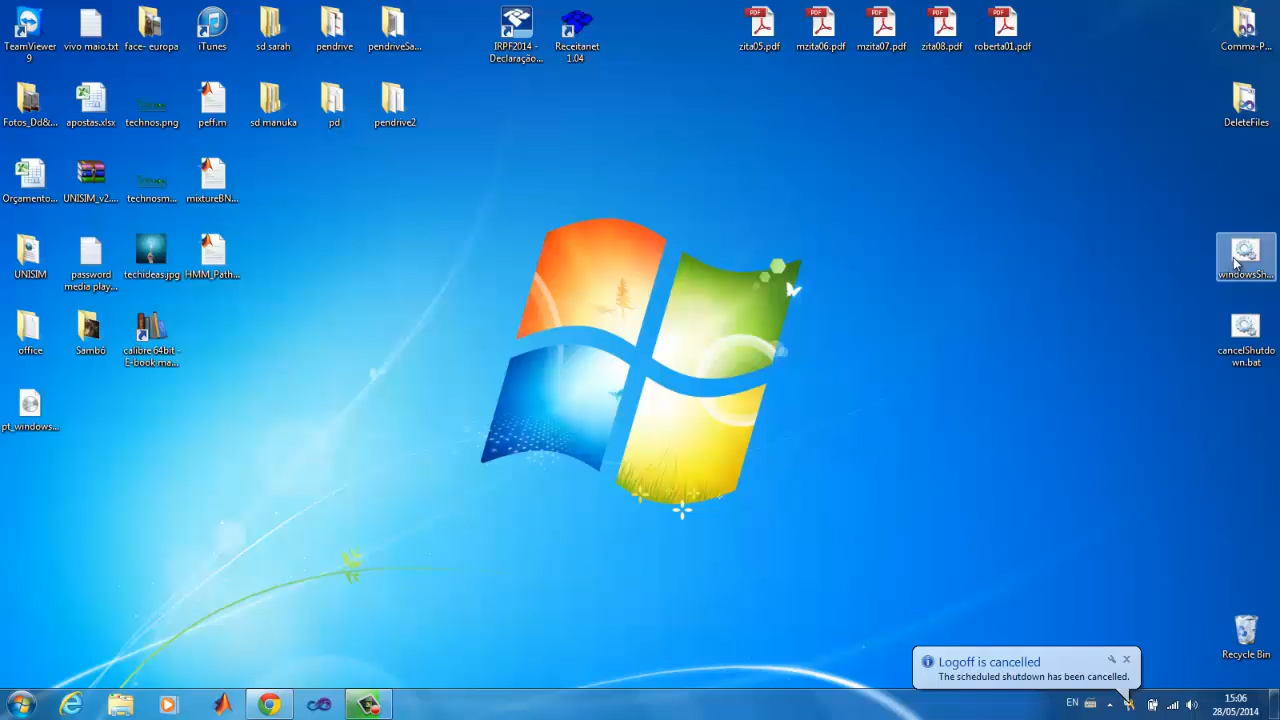 TeamViewer
9
vivo maio.txt
face- europa
iTunes
sd sarah
pendrive
pendriveSa...
IRPF2014 -
Declaração...
Receitanet
1.04
zita05.pdf
mzita06.pdf
mzita07.pdf
zita08.pdf
roberta01.pdf
Comma-P...
Fotos_Dd&...
apostas.xlsx
technos.png
peff.m
sd manuka
pd
pendrive2
DeleteFiles
Orçamento...
UNISIM_v2....
technosm...
mixtureBN...
UNISIM
password
media play...
techideas.jpg
HMM_Path...
windowsSh...
office
Sambó
calibre 64bit -
E-book ma...
cancelShutdo
wn.bat
pt_windows...
Recycle Bin
Logoff is cancelled
The scheduled shutdown has been cancelled.
EN
15:06
28/05/2014